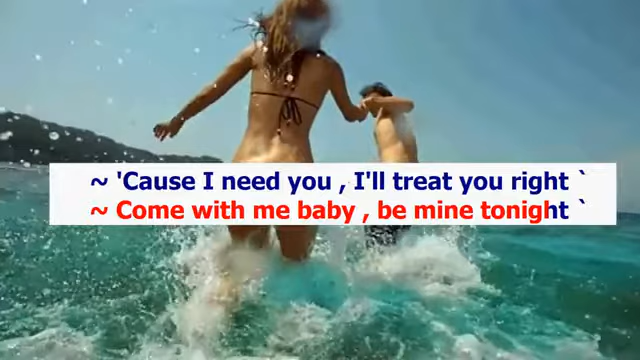 ~ 'Cause I need you , I'll treat you right `
~ Come with me baby , be mine tonight `